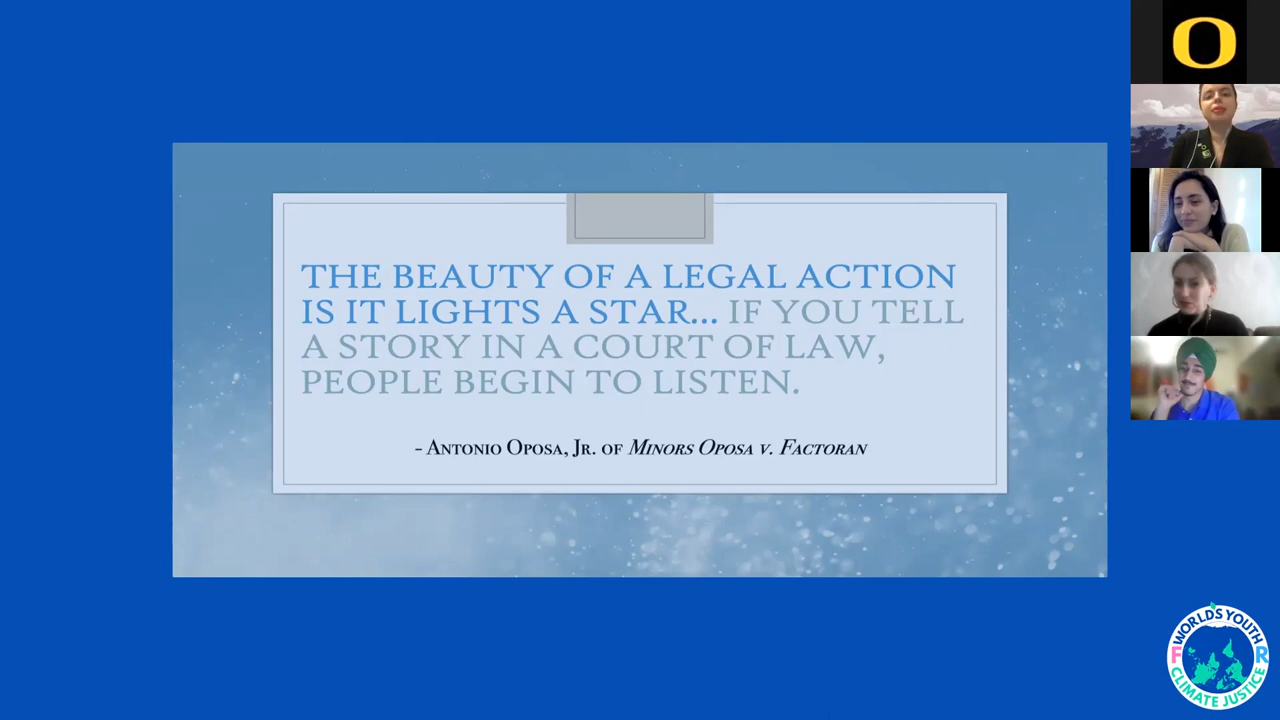 THE BEAUTY OF A LEGAL ACTION
IS IT LIGHTS A STAR... IF YOU TELL
A STORY IN A COURT OF LAW,
PEOPLE BEGIN TO LISTEN.
- ANTONIO OPOSA, JR. OF MINORS OPOSA V. FACTORAN
O
WORLD'S YOUTH
F R
CLIMATE JUSTICE